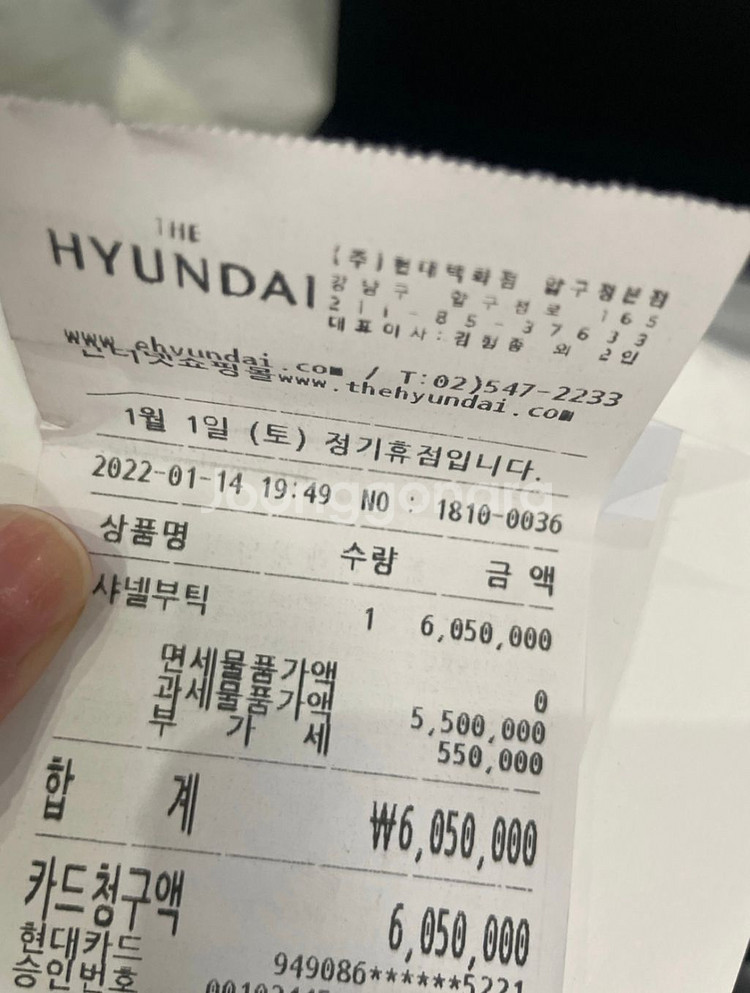 THE
HYUNDAI
(주)현대백화점 압구정본점
강남구 압구정로 165
211-85-37633
대표이사:김형종 외 2인
www.ehyundai.com / T:02)547-2233
인터넷쇼핑몰www.thehyundai.com
1월 1일 (토) 정기휴점입니다.
2022-01-14 19:49 NO : 1810-0036
Joonggonara
상품명 수량 금 액
샤넬부틱 1 6,050,000
면세물품가액 0
과세물품가액 5,500,000
부 가 세 550,000
합 계 ₩6,050,000
카드청구액 6,050,000
현대카드 949086******5221
승인번호